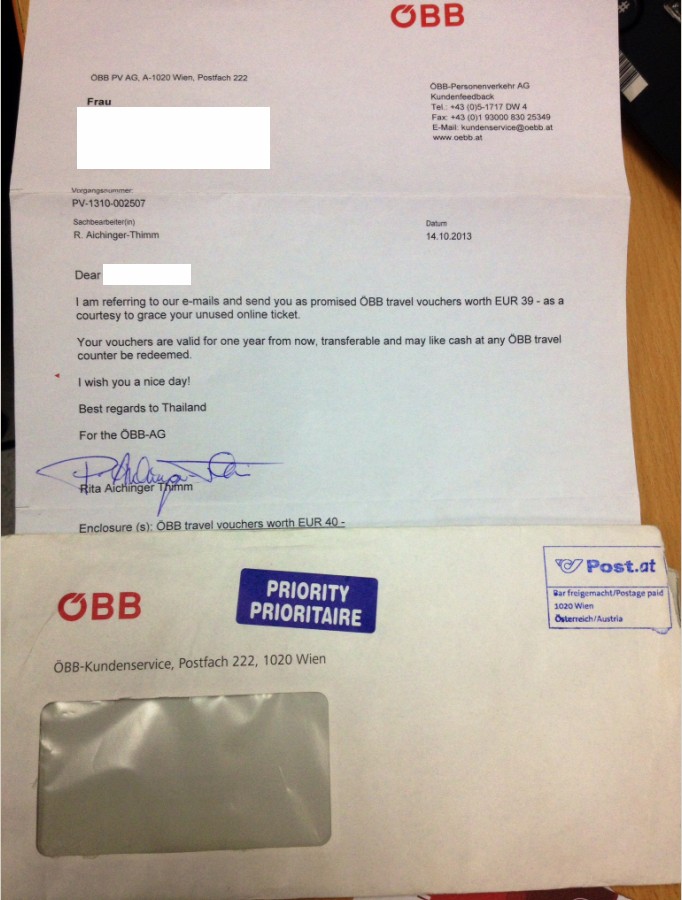 ÖBB
ÖBB PV AG, A-1020 Wien, Postfach 222
ÖBB-Personenverkehr AG
Kundenfeedback
Tel.: +43 (0)5-1717 DW 4
Fax: +43 (0)1 93000 830 25349
E-Mail: kundenservice@oebb.at
www.oebb.at
Frau
Vorgangsnummer:
PV-1310-002507
Sachbearbeiter(in)
R. Aichinger-Thimm
Datum
14.10.2013
Dear
I am referring to our e-mails and send you as promised ÖBB travel vouchers worth EUR 39 - as a
courtesy to grace your unused online ticket.
Your vouchers are valid for one year from now, transferable and may like cash at any ÖBB travel
counter be redeemed.
I wish you a nice day!
Best regards to Thailand
For the ÖBB-AG
Rita Aichinger Thimm
Enclosure (s): ÖBB travel vouchers worth EUR 40 -
ÖBB
PRIORITY
PRIORITAIRE
Post.at
Bar freigemacht/Postage paid
1020 Wien
Österreich/Austria
ÖBB-Kundenservice, Postfach 222, 1020 Wien